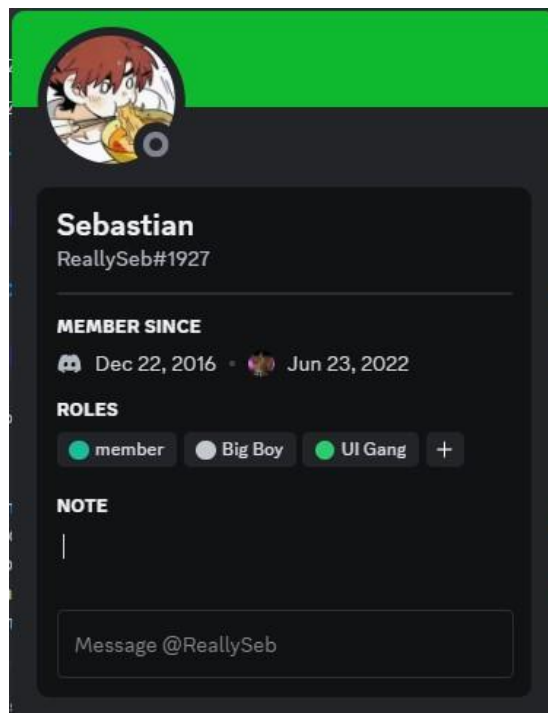 Sebastian
ReallySeb#1927
MEMBER SINCE
Dec 22, 2016 • Jun 23, 2022
ROLES
member Big Boy UI Gang +
NOTE
Message @ReallySeb